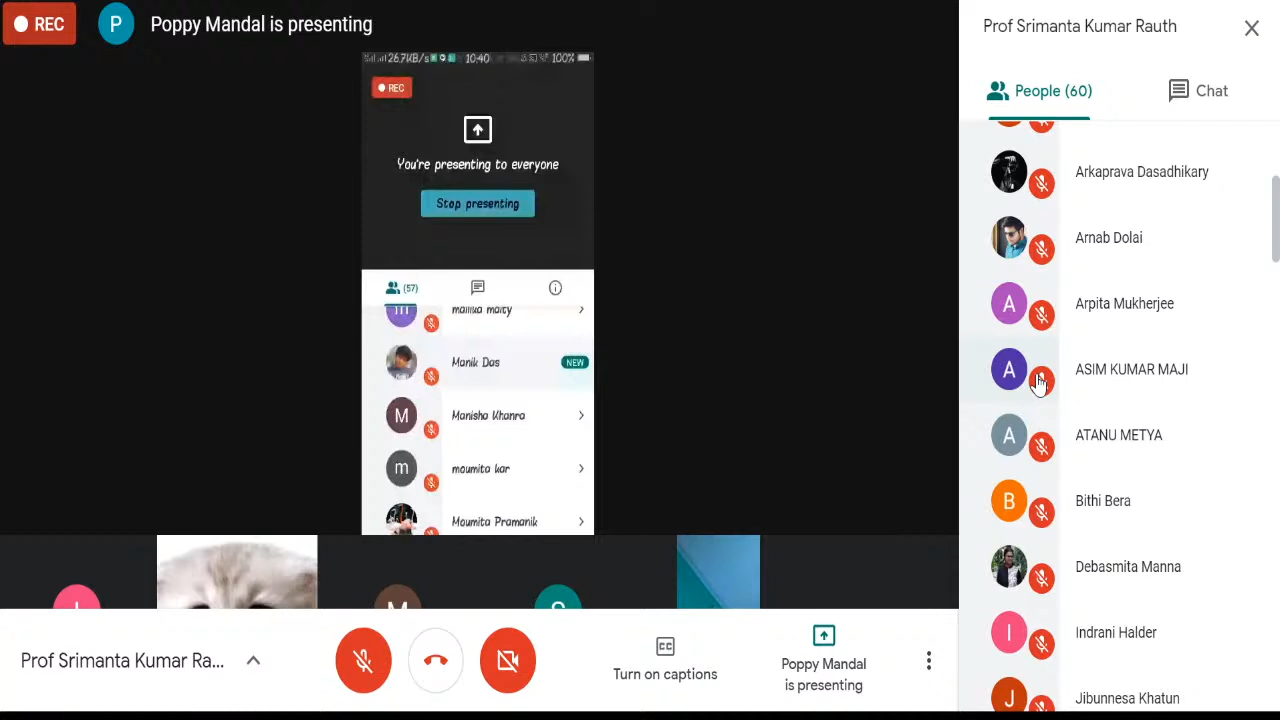 REC
P
Poppy Mandal is presenting
26.7KB/s
10:40
100%
REC
You're presenting to everyone
Stop presenting
(57)
m
mallika maity
Manik Das
NEW
M
Manisha Khanra
m
moumita kar
Moumita Pramanik
Prof Srimanta Kumar Ra...
CC
Turn on captions
Poppy Mandal
is presenting
Prof Srimanta Kumar Rauth
People (60)
Chat
Arkaprava Dasadhikary
Arnab Dolai
A
Arpita Mukherjee
A
ASIM KUMAR MAJI
A
ATANU METYA
B
Bithi Bera
Debasmita Manna
I
Indrani Halder
J
Jibunnesa Khatun